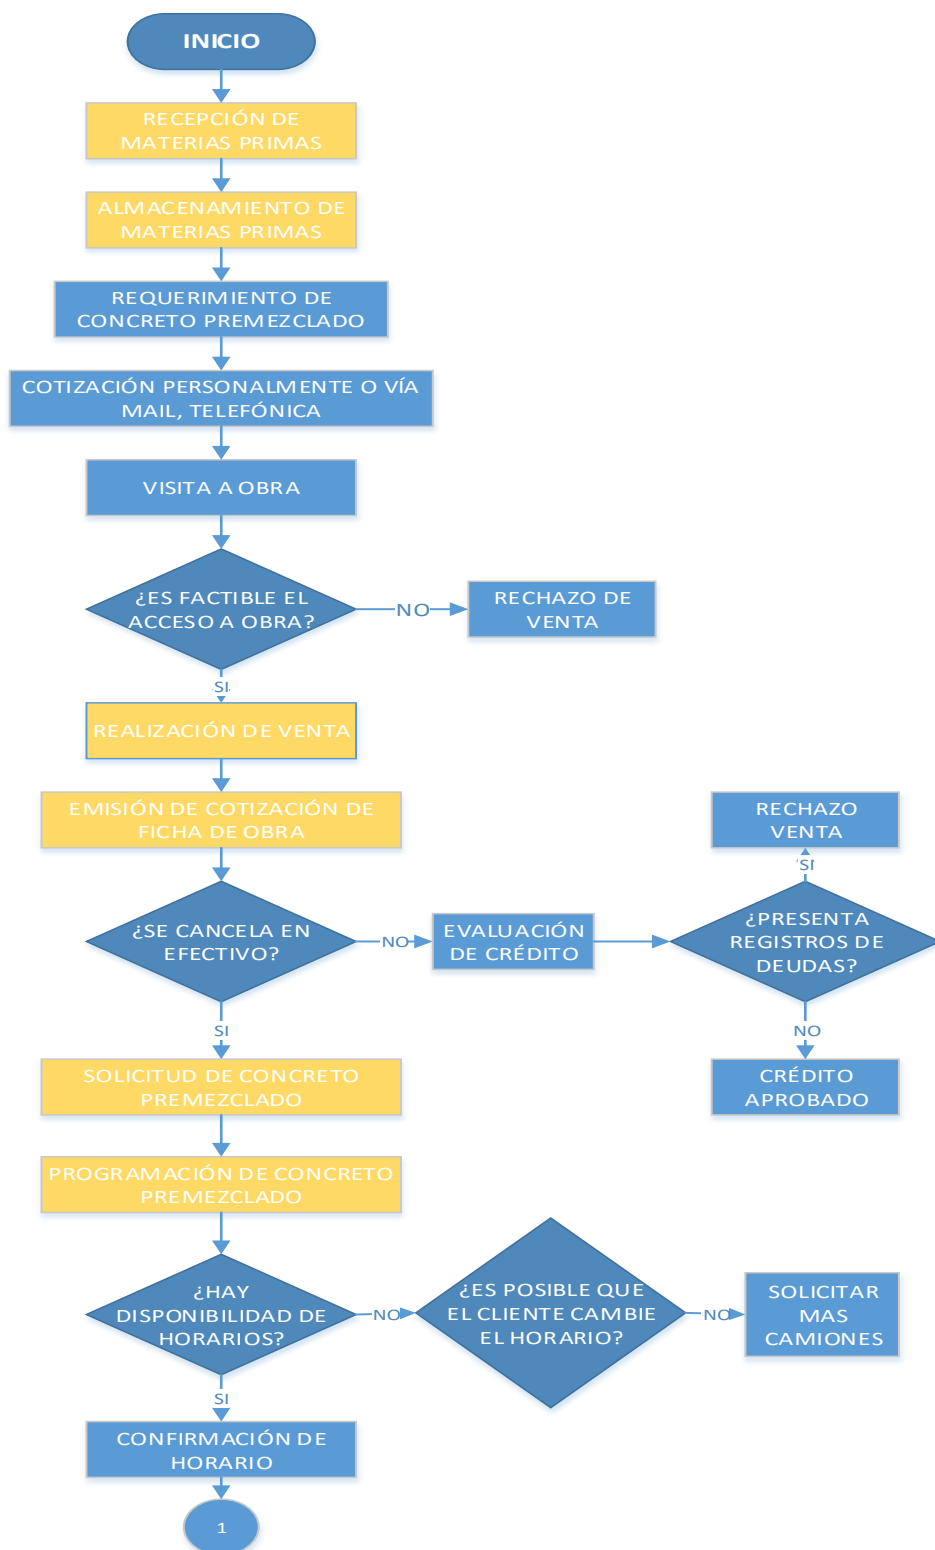 INICIO
RECEPCIÓN DE
MATERIAS PRIMAS
ALMACENAMIENTO DE
MATERIAS PRIMAS
REQUERIMIENTO DE
CONCRETO PREMEZCLADO
COTIZACIÓN PERSONALMENTE O VÍA
MAIL, TELEFÓNICA
VISITA A OBRA
¿ES FACTIBLE EL
ACCESO A OBRA?
NO
RECHAZO DE
VENTA
SI
REALIZACIÓN DE VENTA
EMISIÓN DE COTIZACIÓN DE
FICHA DE OBRA
¿SE CANCELA EN
EFECTIVO?
NO
EVALUACIÓN
DE CRÉDITO
¿PRESENTA
REGISTROS DE
DEUDAS?
SI
RECHAZO
VENTA
NO
CRÉDITO
APROBADO
SI
SOLICITUD DE CONCRETO
PREMEZCLADO
PROGRAMACIÓN DE CONCRETO
PREMEZCLADO
¿HAY
DISPONIBILIDAD DE
HORARIOS?
NO
¿ES POSIBLE QUE
EL CLIENTE CAMBIE
EL HORARIO?
NO
SOLICITAR
MAS
CAMIONES
SI
CONFIRMACIÓN DE
HORARIO
1